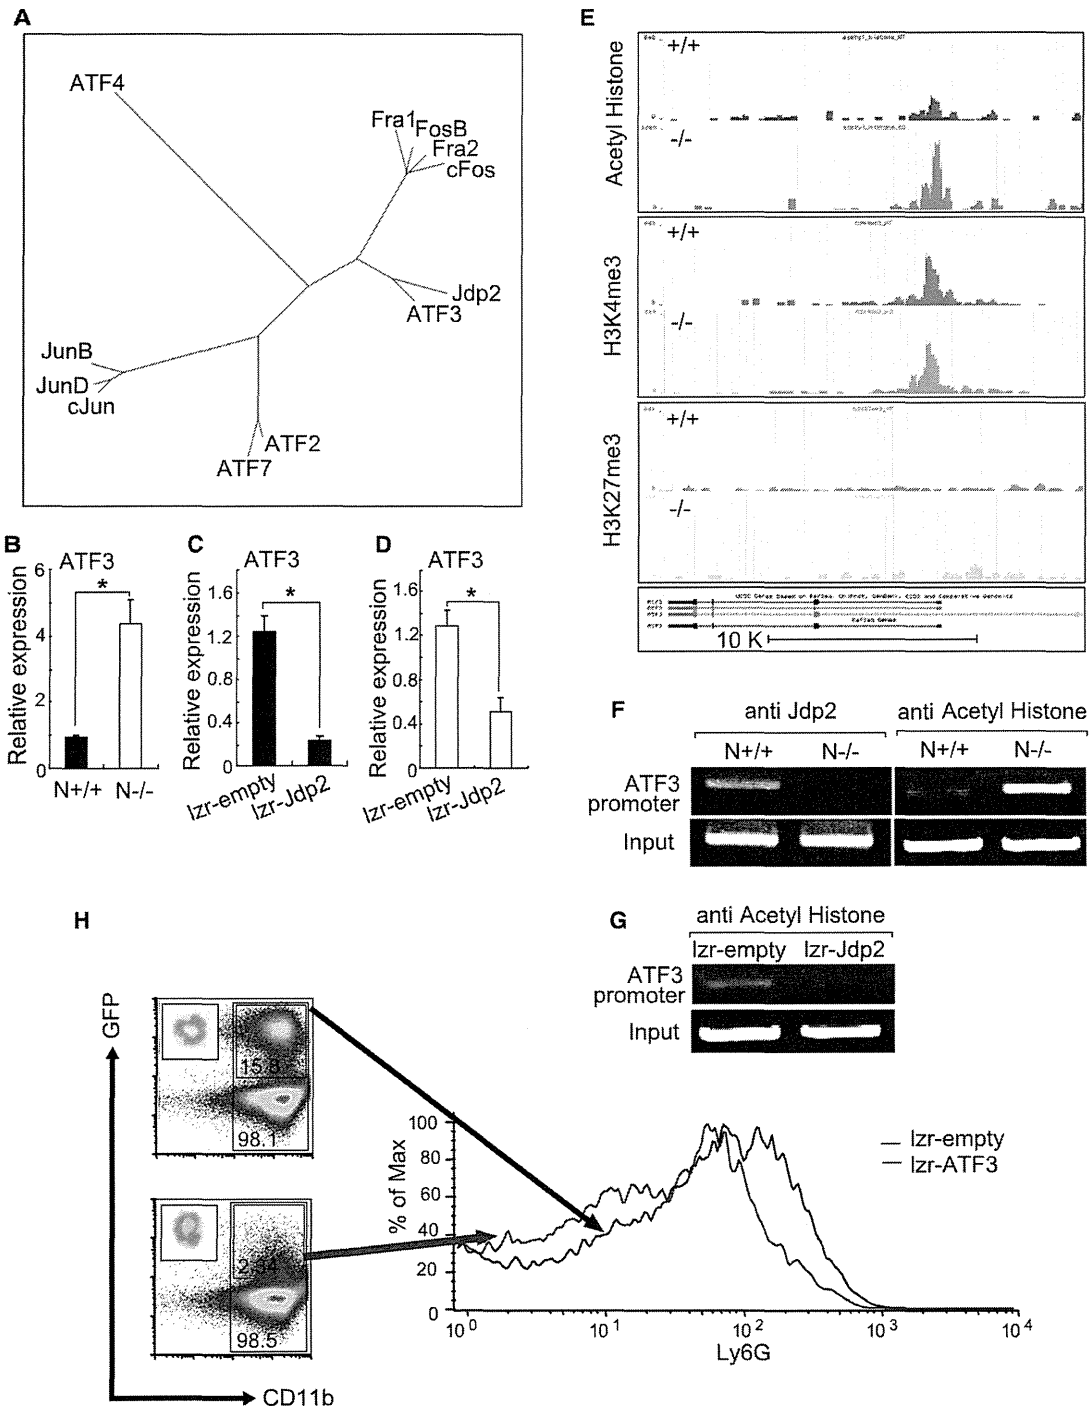 A
ATF4
Fra1
FosB
Fra2
cFos
Jdp2
ATF3
JunB
JunD
cJun
ATF2
ATF7
B
ATF3
*
Relative expression
6
4
2
0
N+/+
N-/-
C
ATF3
*
Relative expression
1.6
1.2
0.8
0.4
0
lzr-empty
lzr-Jdp2
D
ATF3
*
Relative expression
1.6
1.2
0.8
0.4
0
lzr-empty
lzr-Jdp2
E
Acetyl Histone
+/+
-/-
H3K4me3
+/+
-/-
H3K27me3
+/+
-/-
10 K
F
anti Jdp2
anti Acetyl Histone
N+/+
N-/-
N+/+
N-/-
ATF3
promoter
Input
G
anti Acetyl Histone
lzr-empty
lzr-Jdp2
ATF3
promoter
Input
H
GFP
15.8
98.1
2.34
98.5
CD11b
% of Max
100
80
60
40
20
0
10^0
10^1
10^2
10^3
10^4
Ly6G
lzr-empty
lzr-ATF3